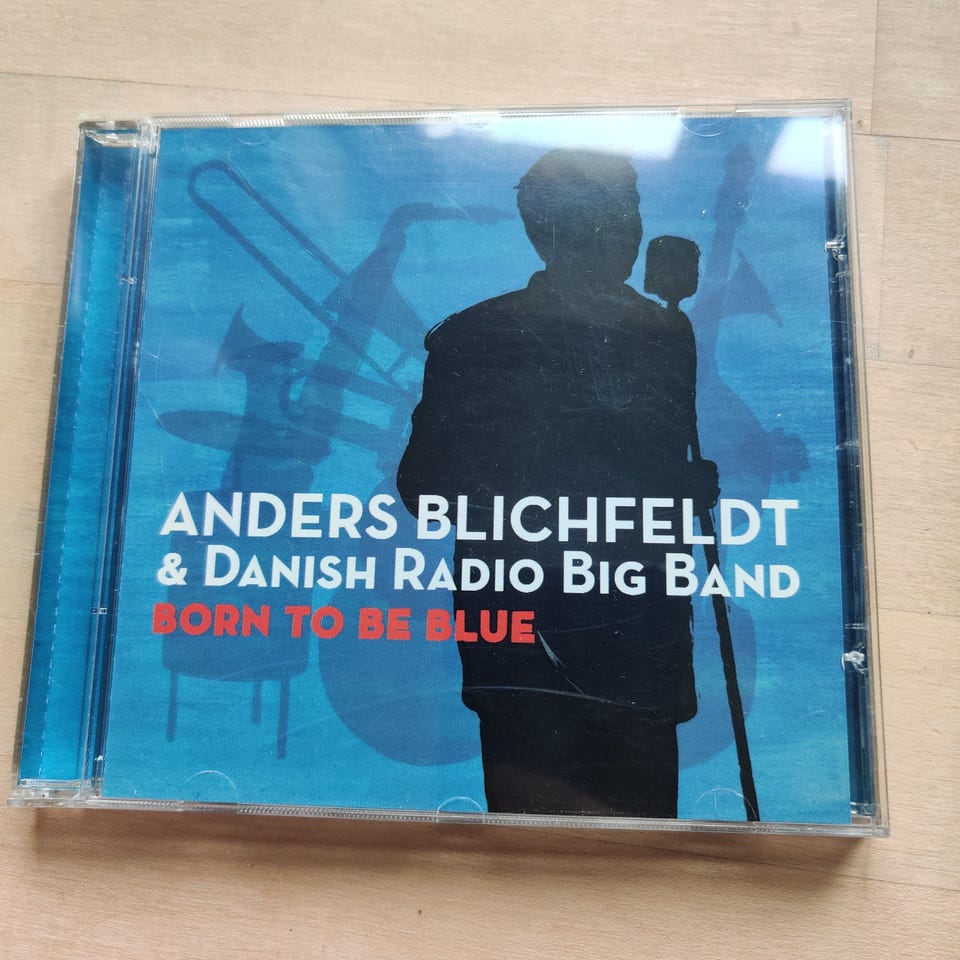 ANDERS BLICHFELDT
& DANISH RADIO BIG BAND
BORN TO BE BLUE